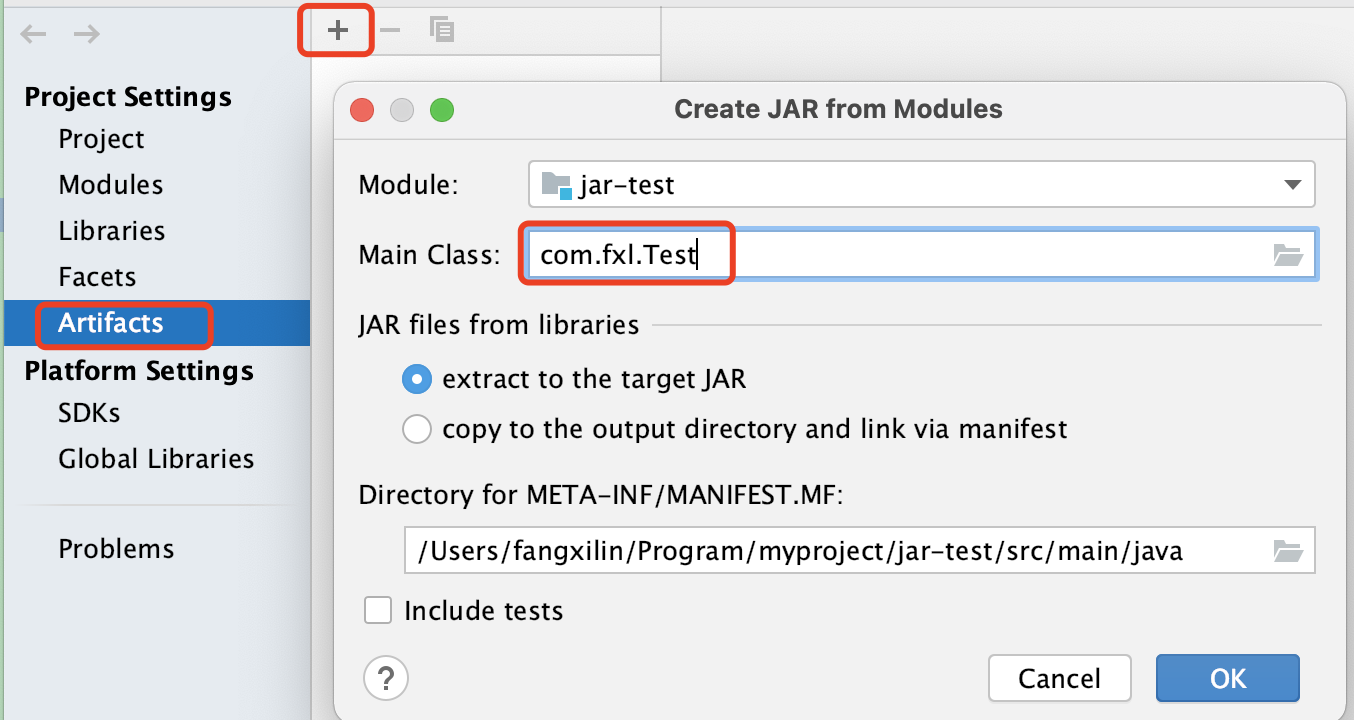 Project Settings
Project
Modules
Libraries
Facets
Artifacts
Platform Settings
SDKs
Global Libraries
Problems
Create JAR from Modules
Module: jar-test
Main Class: com.fxl.Test
JAR files from libraries
extract to the target JAR
copy to the output directory and link via manifest
Directory for META-INF/MANIFEST.MF:
/Users/fangxilin/Program/myproject/jar-test/src/main/java
Include tests
? Cancel OK